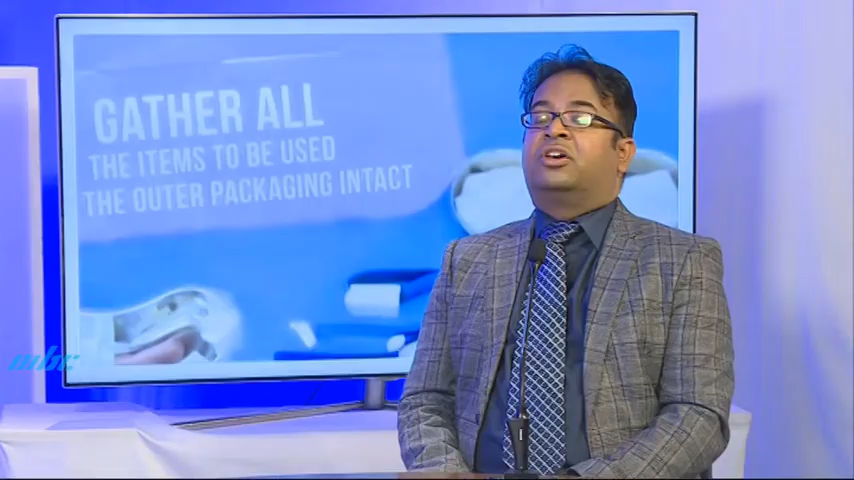 GATHER ALL
THE ITEMS TO BE USED
THE OUTER PACKAGING INTACT
mbc